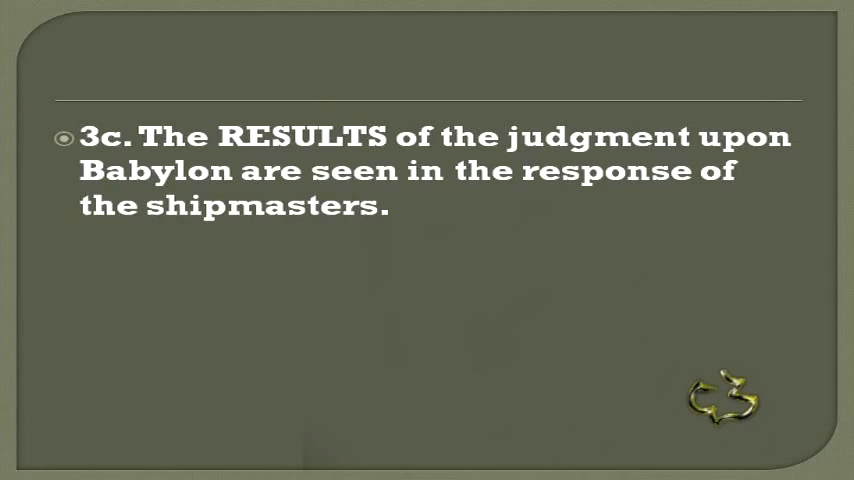 3c. The RESULTS of the judgment upon
Babylon are seen in the response of
the shipmasters.